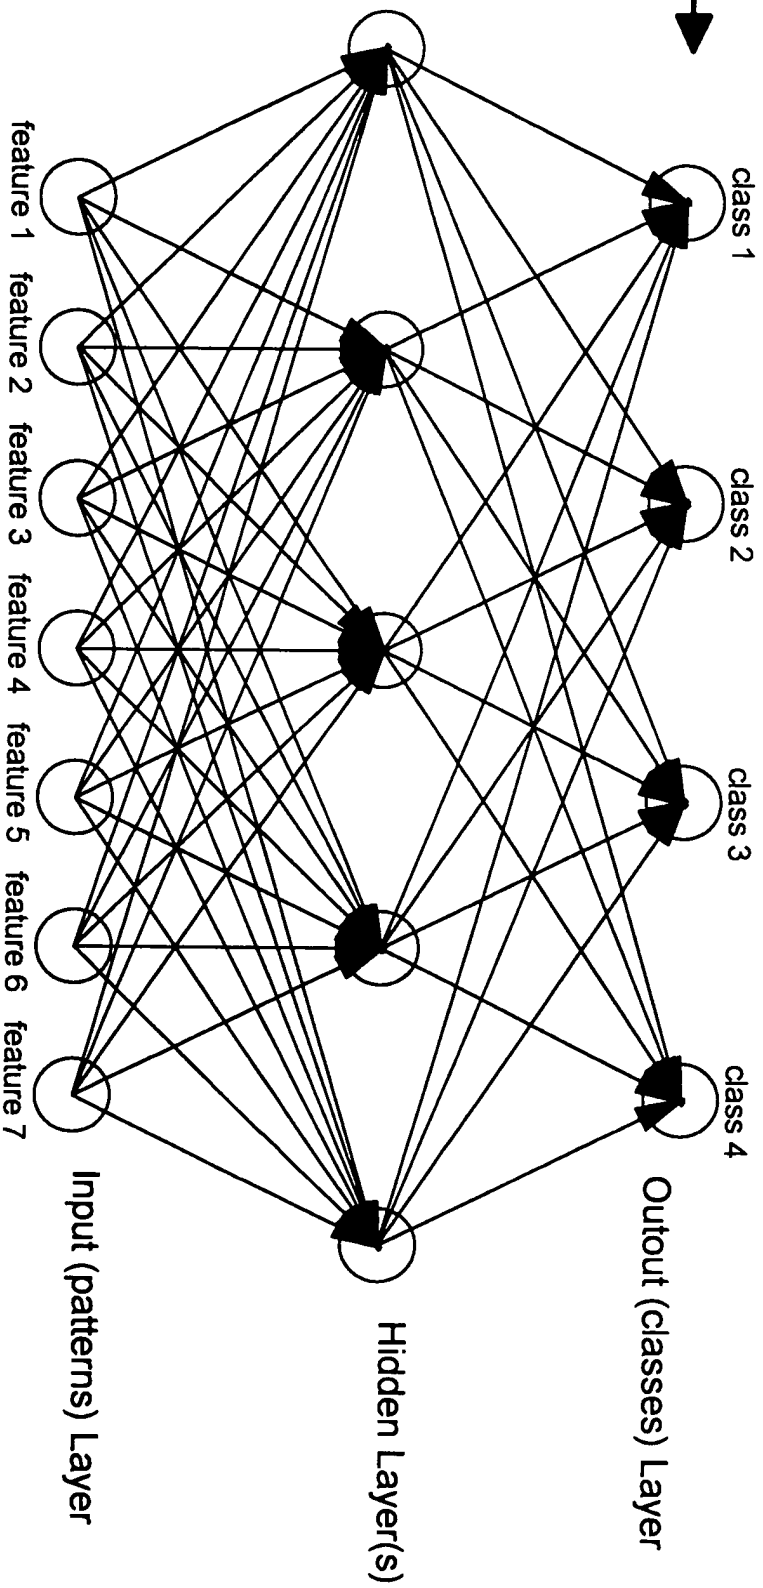 class 1 class 2 class 3 class 4
Outout (classes) Layer
Hidden Layer(s)
feature 1 feature 2 feature 3 feature 4 feature 5 feature 6 feature 7
Input (patterns) Layer